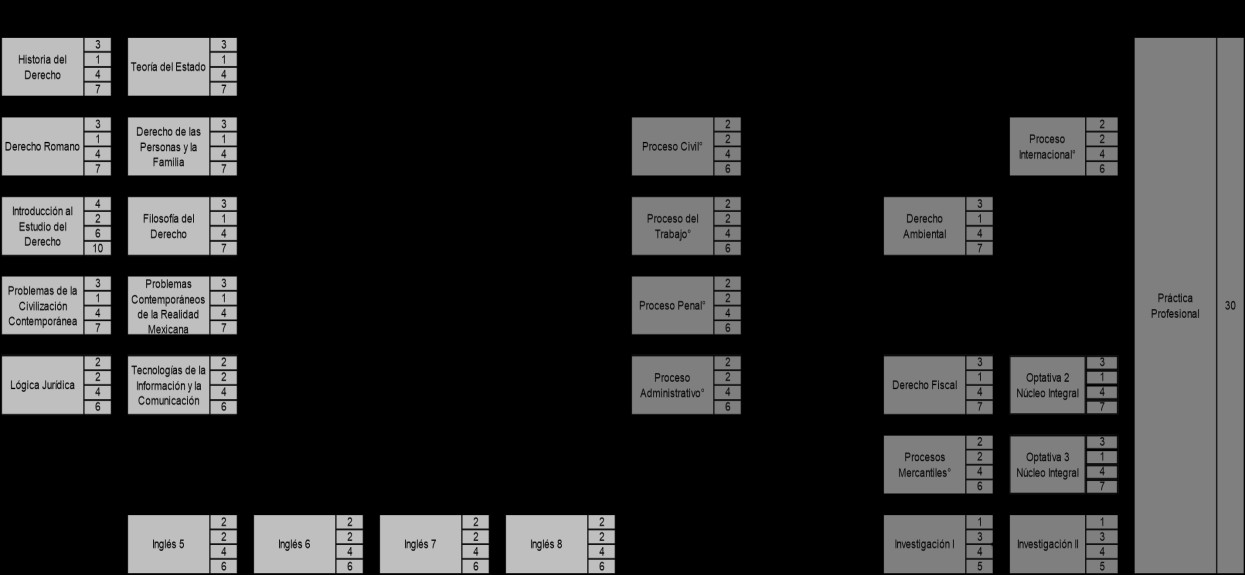 Historia del
Derecho
3
1
4
7
Teoría del Estado
3
1
4
7
Derecho Romano
3
1
4
7
Derecho de las
Personas y la
Familia
3
1
4
7
Proceso Civil°
2
2
4
6
Proceso
Internacional°
2
2
4
6
Introducción al
Estudio del
Derecho
4
2
6
10
Filosofía del
Derecho
3
1
4
7
Proceso del
Trabajo°
2
2
4
6
Derecho
Ambiental
3
1
4
7
Problemas de la
Civilización
Contemporánea
3
1
4
7
Problemas
Contemporáneos
de la Realidad
Mexicana
3
1
4
7
Proceso Penal°
2
2
4
6
Práctica
Profesional
30
Lógica Jurídica
2
2
4
6
Tecnologías de la
Información y la
Comunicación
2
2
4
6
Proceso
Administrativo°
2
2
4
6
Derecho Fiscal
3
1
4
7
Optativa 2
Núcleo Integral
3
1
4
7
Procesos
Mercantiles°
2
2
4
6
Optativa 3
Núcleo Integral
3
1
4
7
Inglés 5
2
2
4
6
Inglés 6
2
2
4
6
Inglés 7
2
2
4
6
Inglés 8
2
2
4
6
Investigación I
1
3
4
5
Investigación II
1
3
4
5